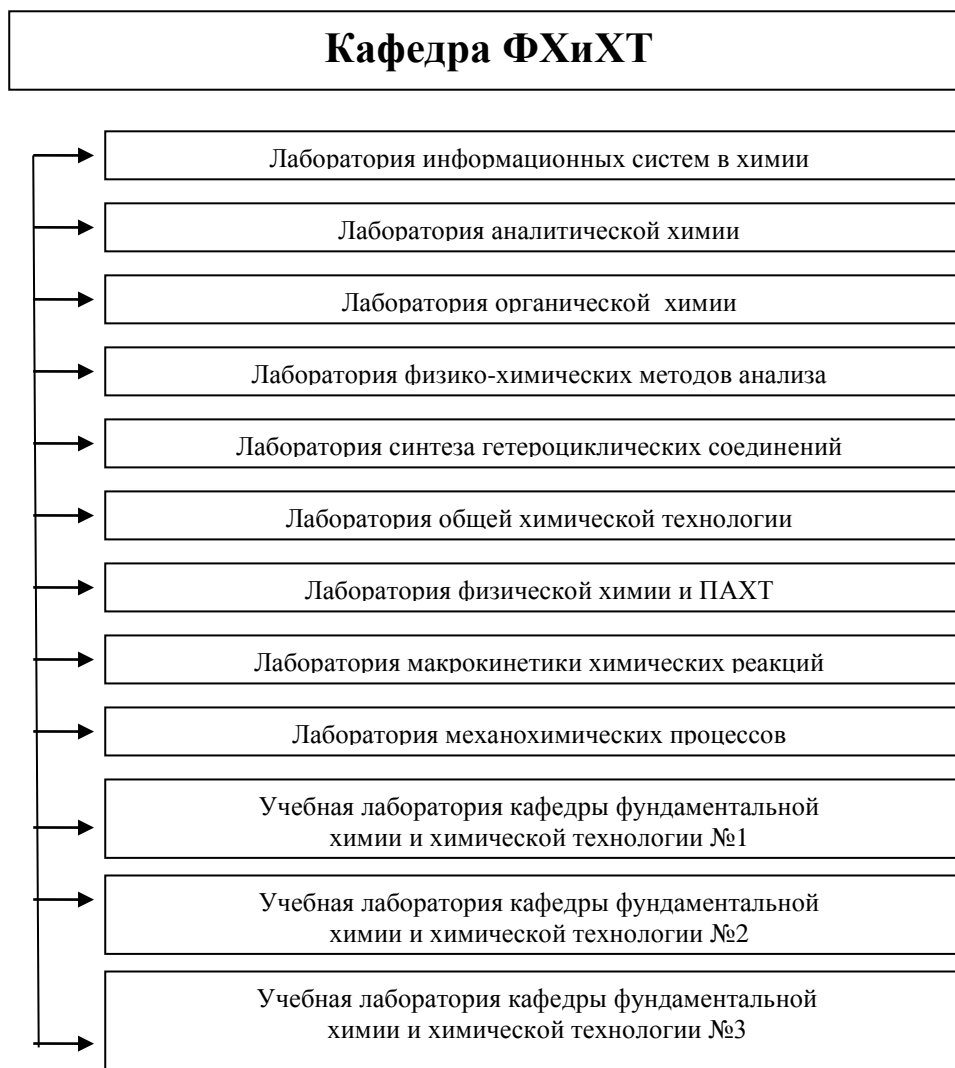 Кафедра ФХиХТ
Лаборатория информационных систем в химии
Лаборатория аналитической химии
Лаборатория органической химии
Лаборатория физико-химических методов анализа
Лаборатория синтеза гетероциклических соединений
Лаборатория общей химической технологии
Лаборатория физической химии и ПАХТ
Лаборатория макрокинетики химических реакций
Лаборатория механохимических процессов
Учебная лаборатория кафедры фундаментальной
химии и химической технологии №1
Учебная лаборатория кафедры фундаментальной
химии и химической технологии №2
Учебная лаборатория кафедры фундаментальной
химии и химической технологии №3